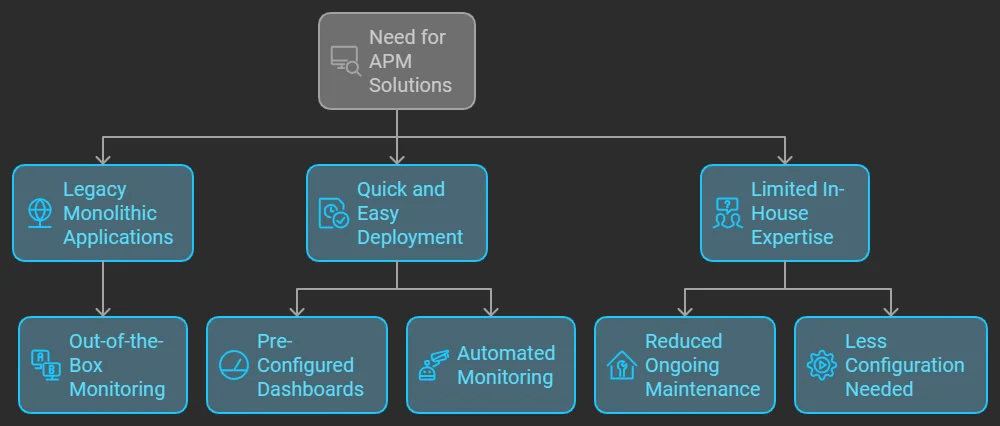 Need for
APM
Solutions
Legacy
Monolithic
Applications
Quick and
Easy
Deployment
Limited In-
House
Expertise
Out-of-the-
Box
Monitoring
Pre-
Configured
Dashboards
Automated
Monitoring
Reduced
Ongoing
Maintenance
Less
Configuration
Needed